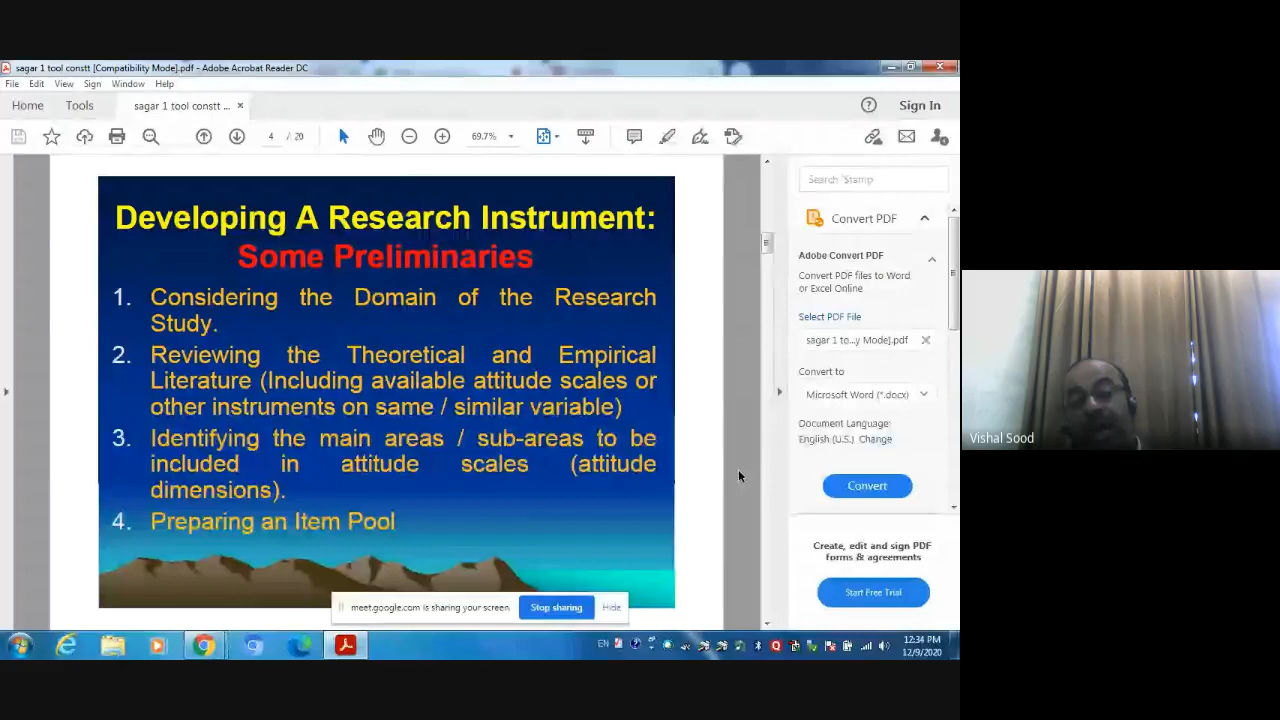 sagar 1 tool constt [Compatibility Mode].pdf - Adobe Acrobat Reader DC
File Edit View Sign Window Help
Home Tools sagar 1 tool constt ... × Sign In
4 / 20 69.7%
Developing A Research Instrument:
Some Preliminaries
1. Considering the Domain of the Research
Study.
2. Reviewing the Theoretical and Empirical
Literature (Including available attitude scales or
other instruments on same / similar variable)
3. Identifying the main areas / sub-areas to be
included in attitude scales (attitude
dimensions).
4. Preparing an Item Pool
meet.google.com is sharing your screen. Stop sharing Hide
Search 'Stamp
Convert PDF
Adobe Convert PDF
Convert PDF files to Word
or Excel Online
Select PDF File
sagar 1 to...y Mode].pdf
Convert to
Microsoft Word (*.docx)
Document Language:
English (U.S.) Change
Convert
Create, edit and sign PDF
forms & agreements
Start Free Trial
EN 12:34 PM
12/9/2020
Vishal Sood